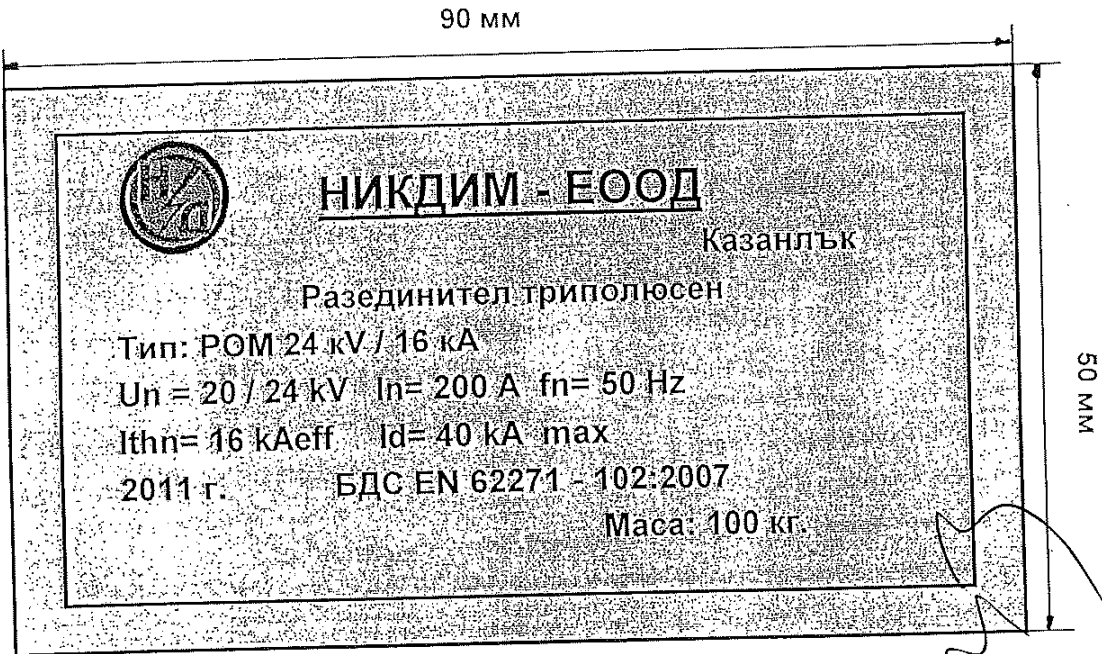 90 мм
НИКДИМ - ЕООД
Казанлък
Разединител триполюсен
Тип: РОМ 24 кV / 16 кА
Un = 20 / 24 kV In= 200 A fn= 50 Hz
Ithn= 16 kAeff Id= 40 kA max
2011 г. БДС EN 62271 - 102:2007
Маса: 100 кг.
50 мм